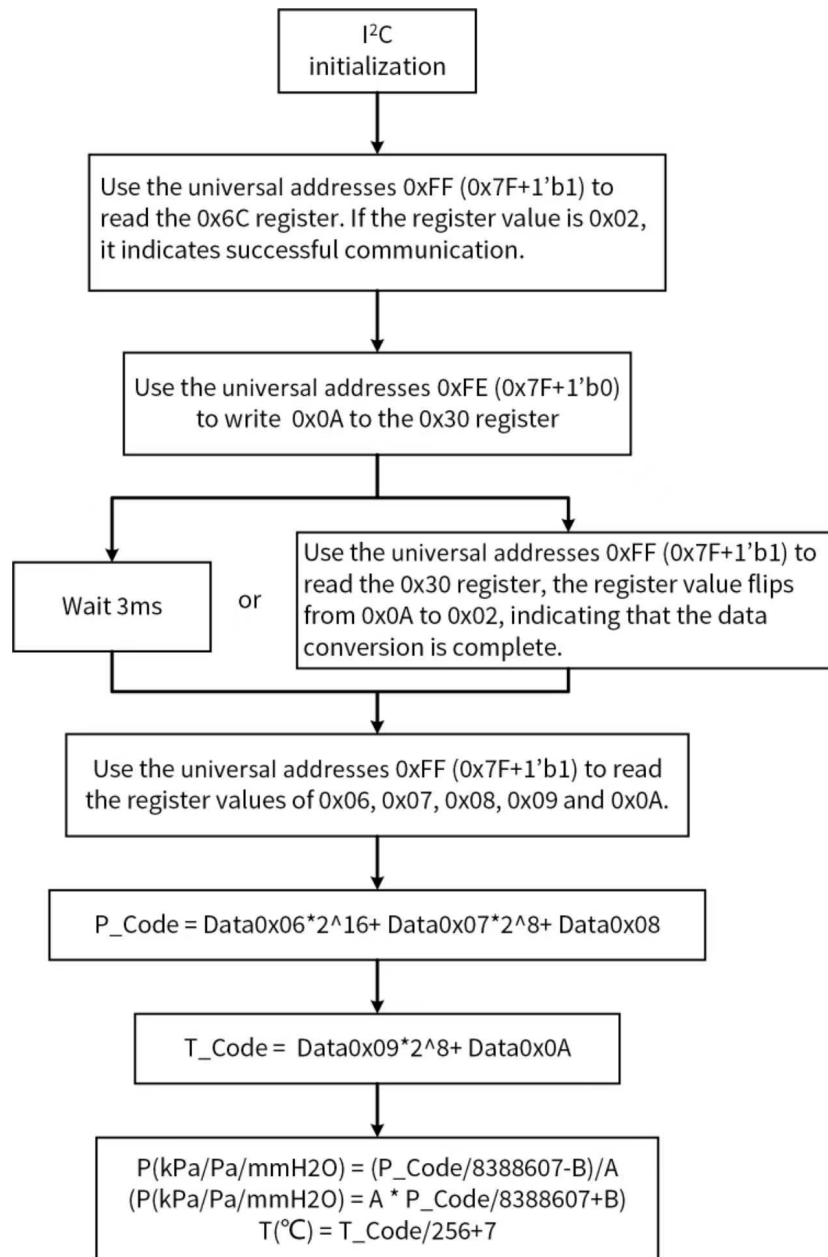 I²C
initialization
Use the universal addresses 0xFF (0x7F+1’b1) to
read the 0x6C register. If the register value is 0x02,
it indicates successful communication.
Use the universal addresses 0xFE (0x7F+1’b0)
to write 0x0A to the 0x30 register
Wait 3ms
or
Use the universal addresses 0xFF (0x7F+1’b1) to
read the 0x30 register, the register value flips
from 0x0A to 0x02, indicating that the data
conversion is complete.
Use the universal addresses 0xFF (0x7F+1’b1) to read
the register values of 0x06, 0x07, 0x08, 0x09 and 0x0A.
P_Code = Data0x06*2^16+ Data0x07*2^8+ Data0x08
T_Code = Data0x09*2^8+ Data0x0A
P(kPa/Pa/mmH2O) = (P_Code/8388607-B)/A
(P(kPa/Pa/mmH2O) = A * P_Code/8388607+B)
T(℃) = T_Code/256+7